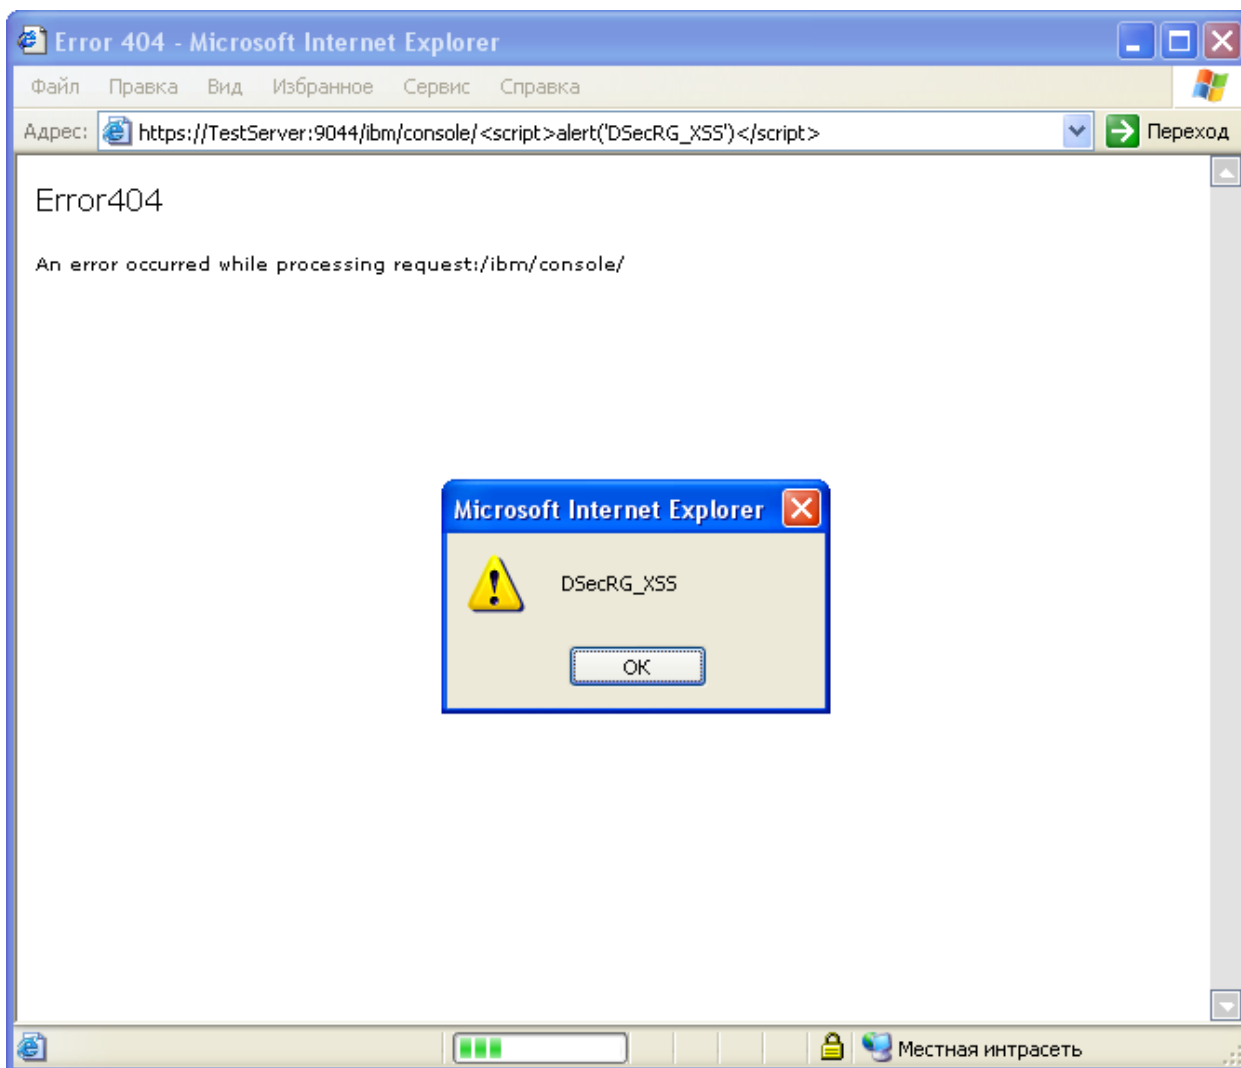 Error 404 - Microsoft Internet Explorer
Файл Правка Вид Избранное Сервис Справка
Адрес: https://TestServer:9044/ibm/console/<script>alert('DSecRG_XSS')</script> Переход
Error404
An error occurred while processing request:/ibm/console/
Microsoft Internet Explorer
DSecRG_XSS
OK
Местная интрасеть